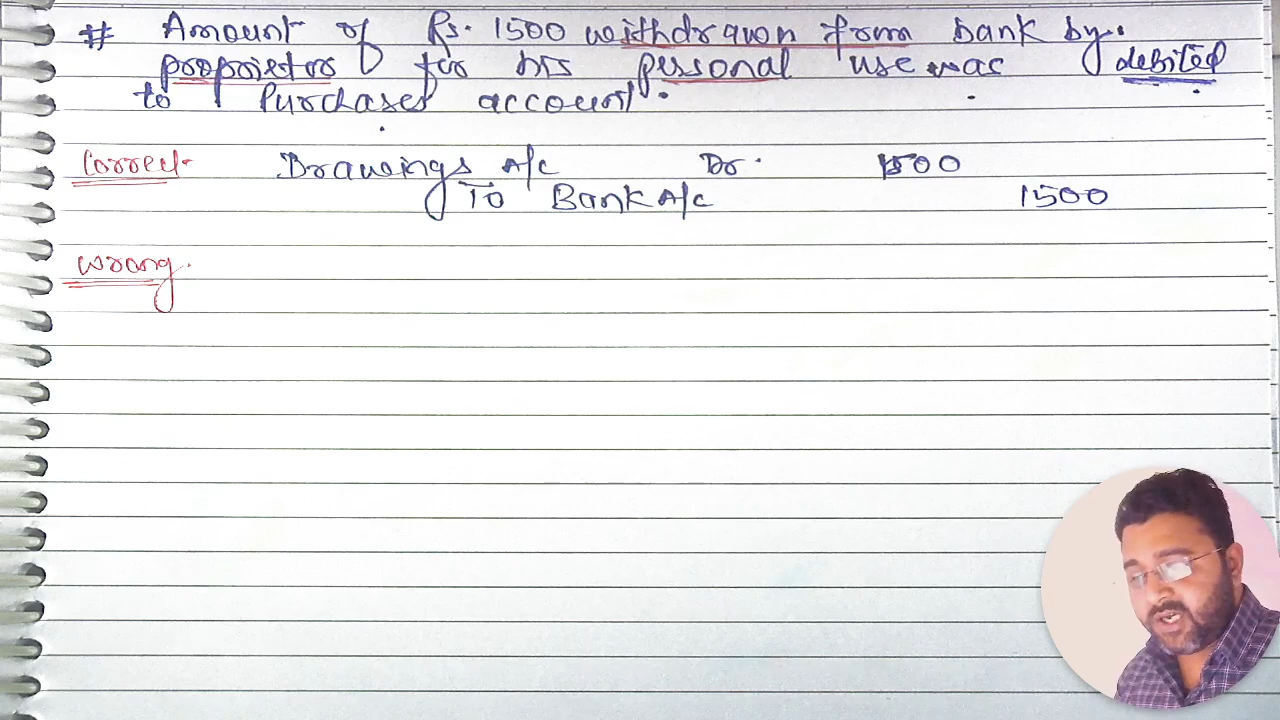 # Amount of Rs. 1500 withdrawn from bank by.
proprietor for his personal use was debited
to Purchases account.
Correct. Drawings A/c Dr. 1500
To Bank A/c 1500
Wrong.